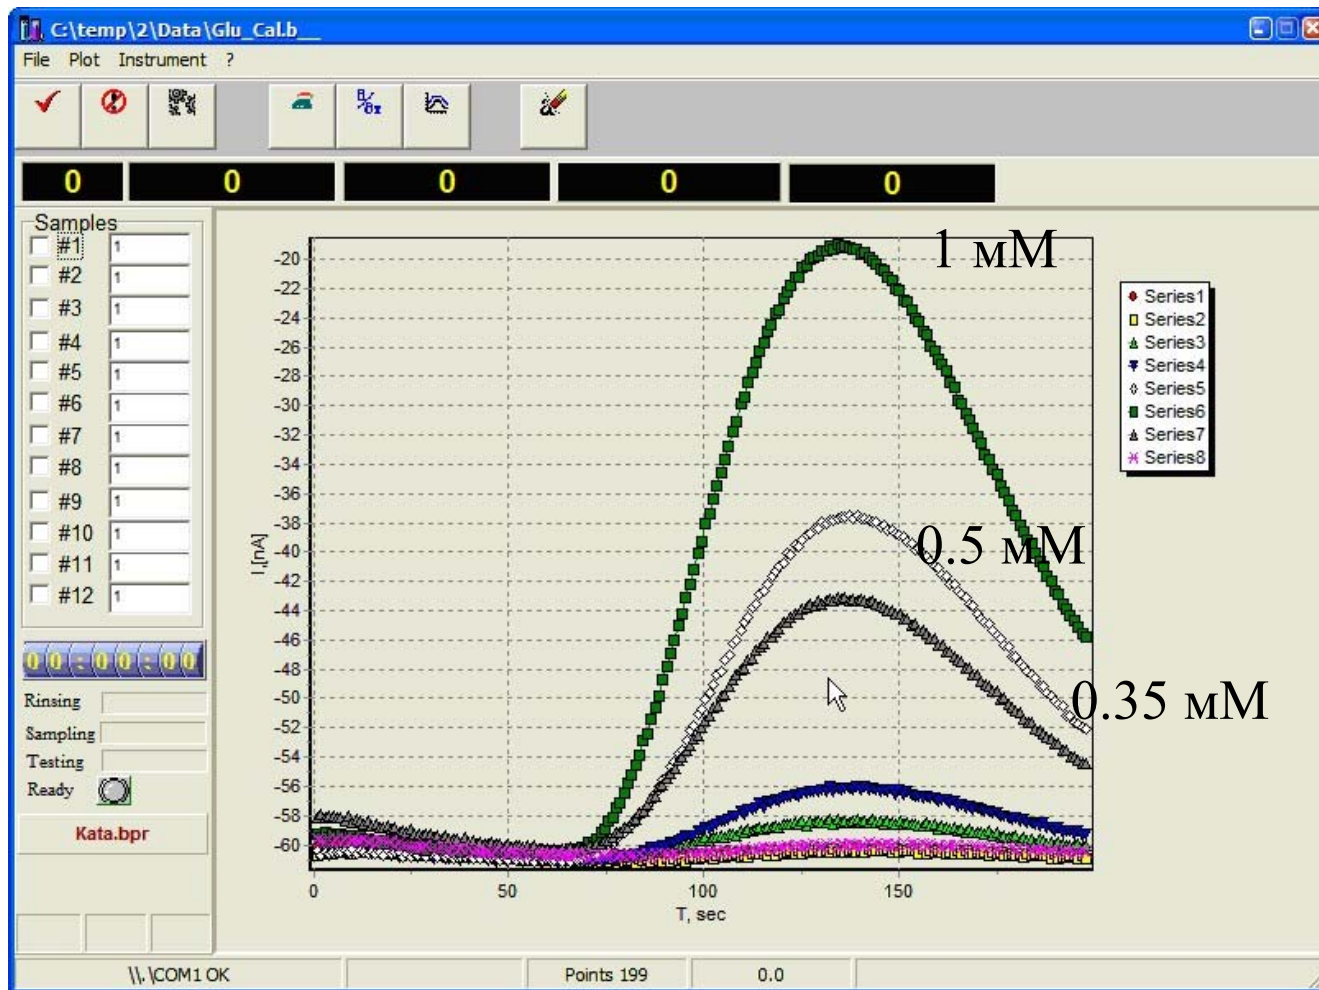 C:\temp\2\Data\Glu_Cal.b__
File Plot Instrument ?
0 0 0 0 0
Samples
#1 1
#2 1
#3 1
#4 1
#5 1
#6 1
#7 1
#8 1
#9 1
#10 1
#11 1
#12 1
00:00:00
Rinsing
Sampling
Testing
Ready
Kata.bpr
I,[nA]
-20
-22
-24
-26
-28
-30
-32
-34
-36
-38
-40
-42
-44
-46
-48
-50
-52
-54
-56
-58
-60
0 50 100 150
T, sec
1 мМ
0.5 мМ
0.35 мМ
Series1
Series2
Series3
Series4
Series5
Series6
Series7
Series8
\\.\COM1 OK
Points 199
0.0